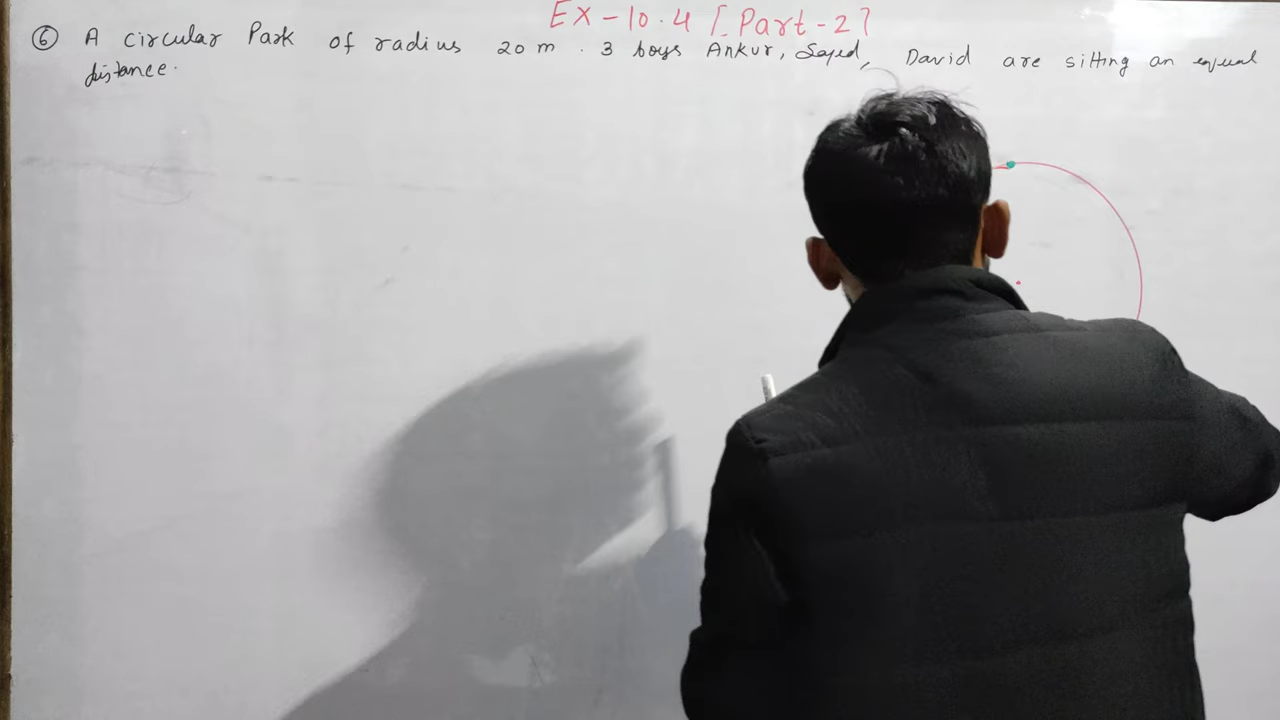 Ex-10.4 [Part-2]
⑥ A circular Park of radius 20 m. 3 boys Ankur, Syed, David are sitting an equal
distance.